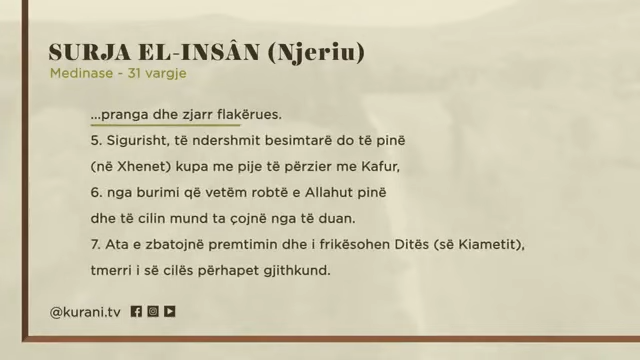 SURJA EL-INSÂN (Njeriu)
Medinase - 31 vargje
...pranga dhe zjarr flakërues.
5. Sigurisht, të ndershmit besimtarë do të pinë
(në Xhenet) kupa me pije të përzier me Kafur,
6. nga burimi që vetëm robtë e Allahut pinë
dhe të cilin mund ta çojnë nga të duan.
7. Ata e zbatojnë premtimin dhe i frikësohen Ditës (së Kiametit),
tmerri i së cilës përhapet gjithkund.
@kurani.tv